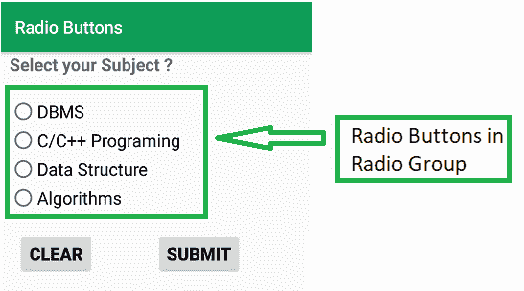 Radio Buttons
Select your Subject ?
DBMS
C/C++ Programing
Data Structure
Algorithms
CLEAR
SUBMIT
Radio Buttons in
Radio Group